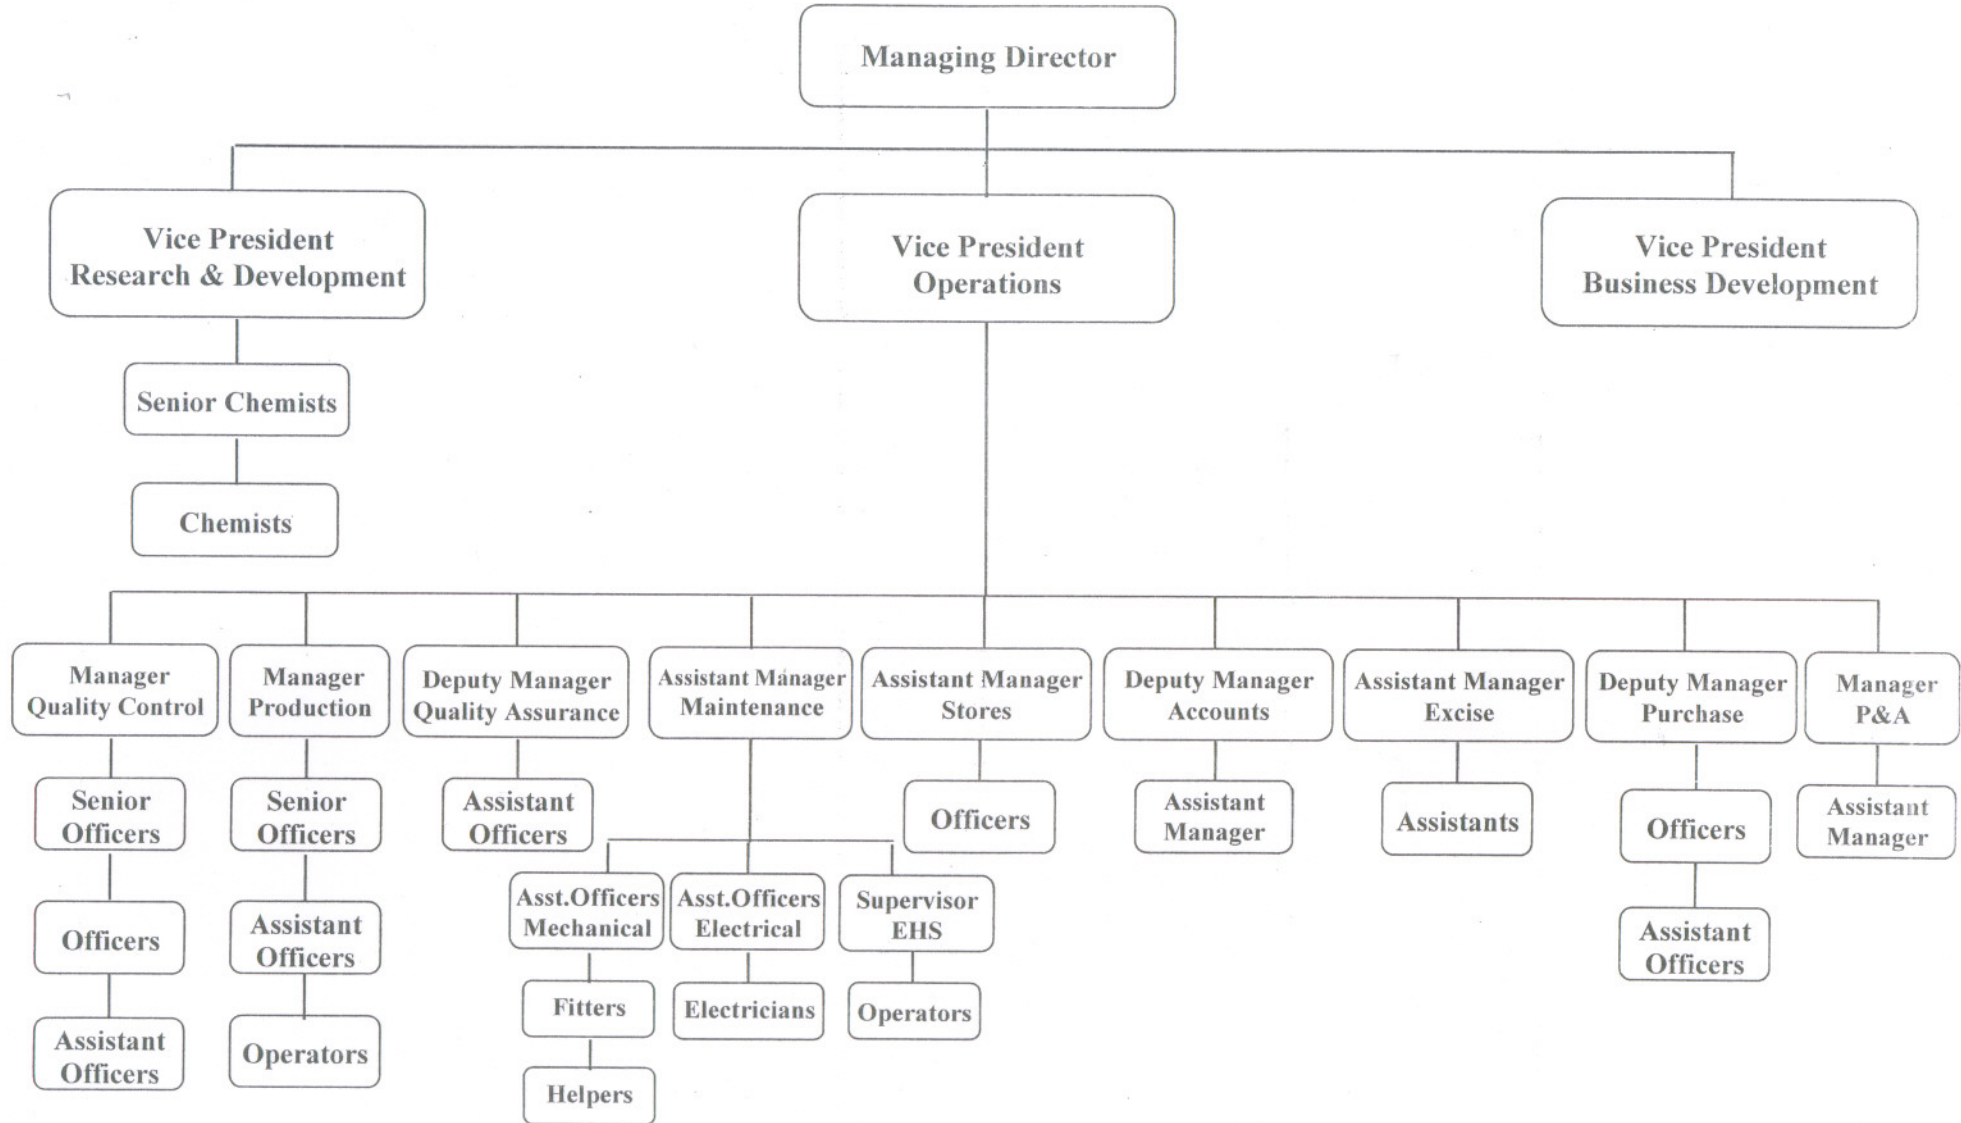 Managing Director
Vice President
Research & Development
Vice President
Operations
Vice President
Business Development
Senior Chemists
Chemists
Manager
Quality Control
Manager
Production
Deputy Manager
Quality Assurance
Assistant Manager
Maintenance
Assistant Manager
Stores
Deputy Manager
Accounts
Assistant Manager
Excise
Deputy Manager
Purchase
Manager
P&A
Senior
Officers
Senior
Officers
Assistant
Officers
Officers
Assistant
Manager
Assistants
Officers
Assistant
Manager
Officers
Assistant
Officers
Asst.Officers
Mechanical
Asst.Officers
Electrical
Supervisor
EHS
Assistant
Officers
Assistant
Officers
Operators
Fitters
Electricians
Operators
Helpers